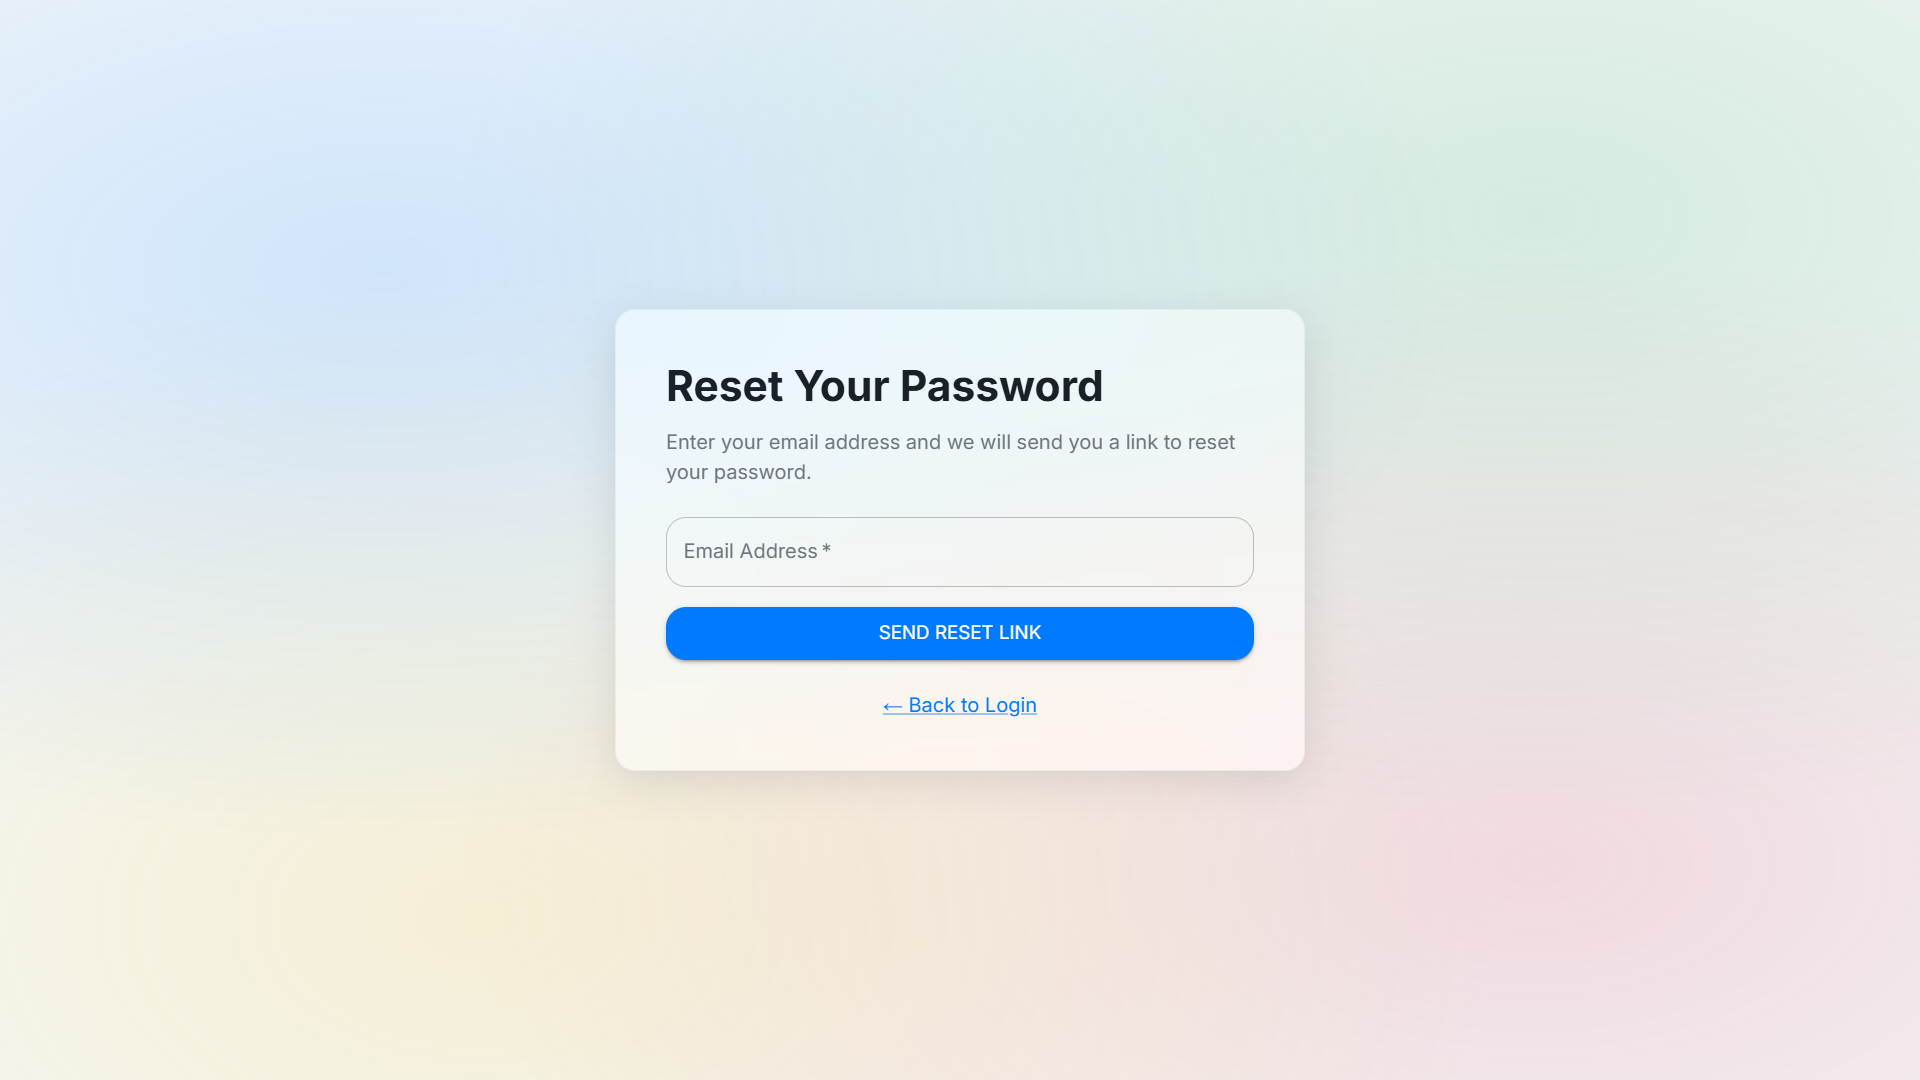 Reset Your Password
Enter your email address and we will send you a link to reset
your password.
Email Address *
SEND RESET LINK
← Back to Login